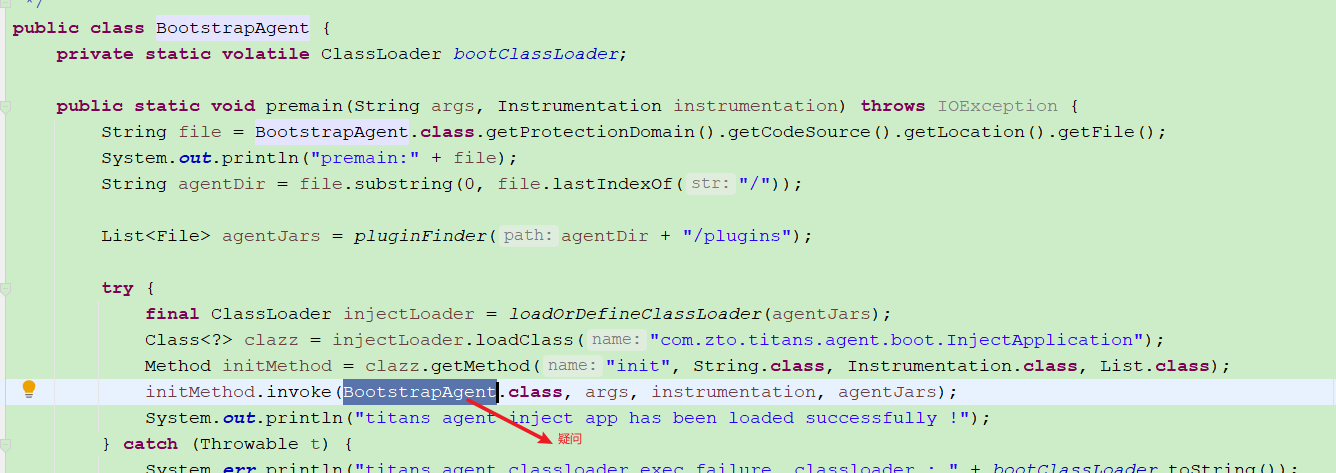 */
public class BootstrapAgent {
private static volatile ClassLoader bootClassLoader;
public static void premain(String args, Instrumentation instrumentation) throws IOException {
String file = BootstrapAgent.class.getProtectionDomain().getCodeSource().getLocation().getFile();
System.out.println("premain:" + file);
String agentDir = file.substring(0, file.lastIndexOf( str: "/"));
List<File> agentJars = pluginFinder( path: agentDir + "/plugins");
try {
final ClassLoader injectLoader = loadOrDefineClassLoader(agentJars);
Class<?> clazz = injectLoader.loadClass( name: "com.zto.titans.agent.boot.InjectApplication");
Method initMethod = clazz.getMethod( name: "init", String.class, Instrumentation.class, List.class);
initMethod.invoke(BootstrapAgent.class, args, instrumentation, agentJars);
System.out.println("titans agent inject app has been loaded successfully !");
疑问
} catch (Throwable t) {
System.err.println("titans agent classloader exec failure, classloader : " + bootClassLoader.toString());